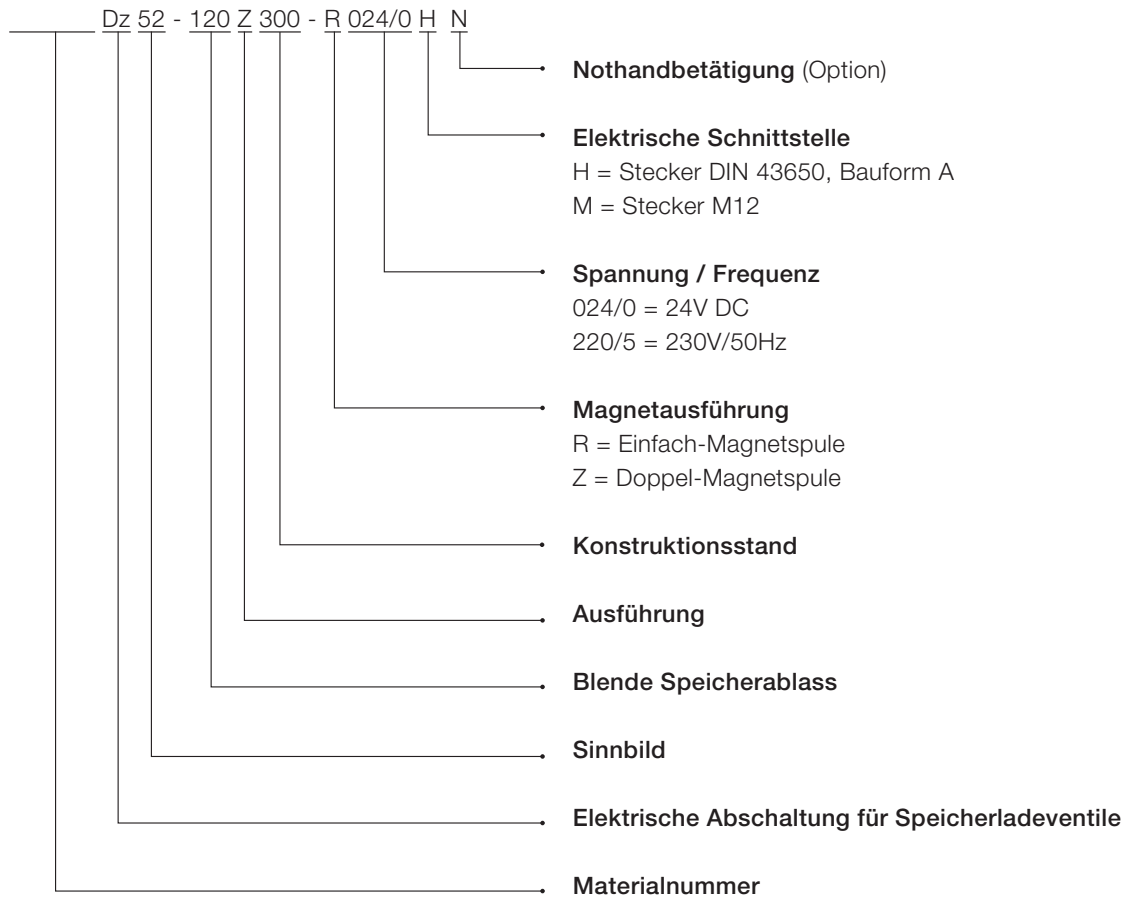 Dz 52 - 120 Z 300 - R 024/0 H N
Nothandbetätigung (Option)
Elektrische Schnittstelle
H = Stecker DIN 43650, Bauform A
M = Stecker M12
Spannung / Frequenz
024/0 = 24V DC
220/5 = 230V/50Hz
Magnetausführung
R = Einfach-Magnetspule
Z = Doppel-Magnetspule
Konstruktionsstand
Ausführung
Blende Speicherablass
Sinnbild
Elektrische Abschaltung für Speicherladeventile
Materialnummer